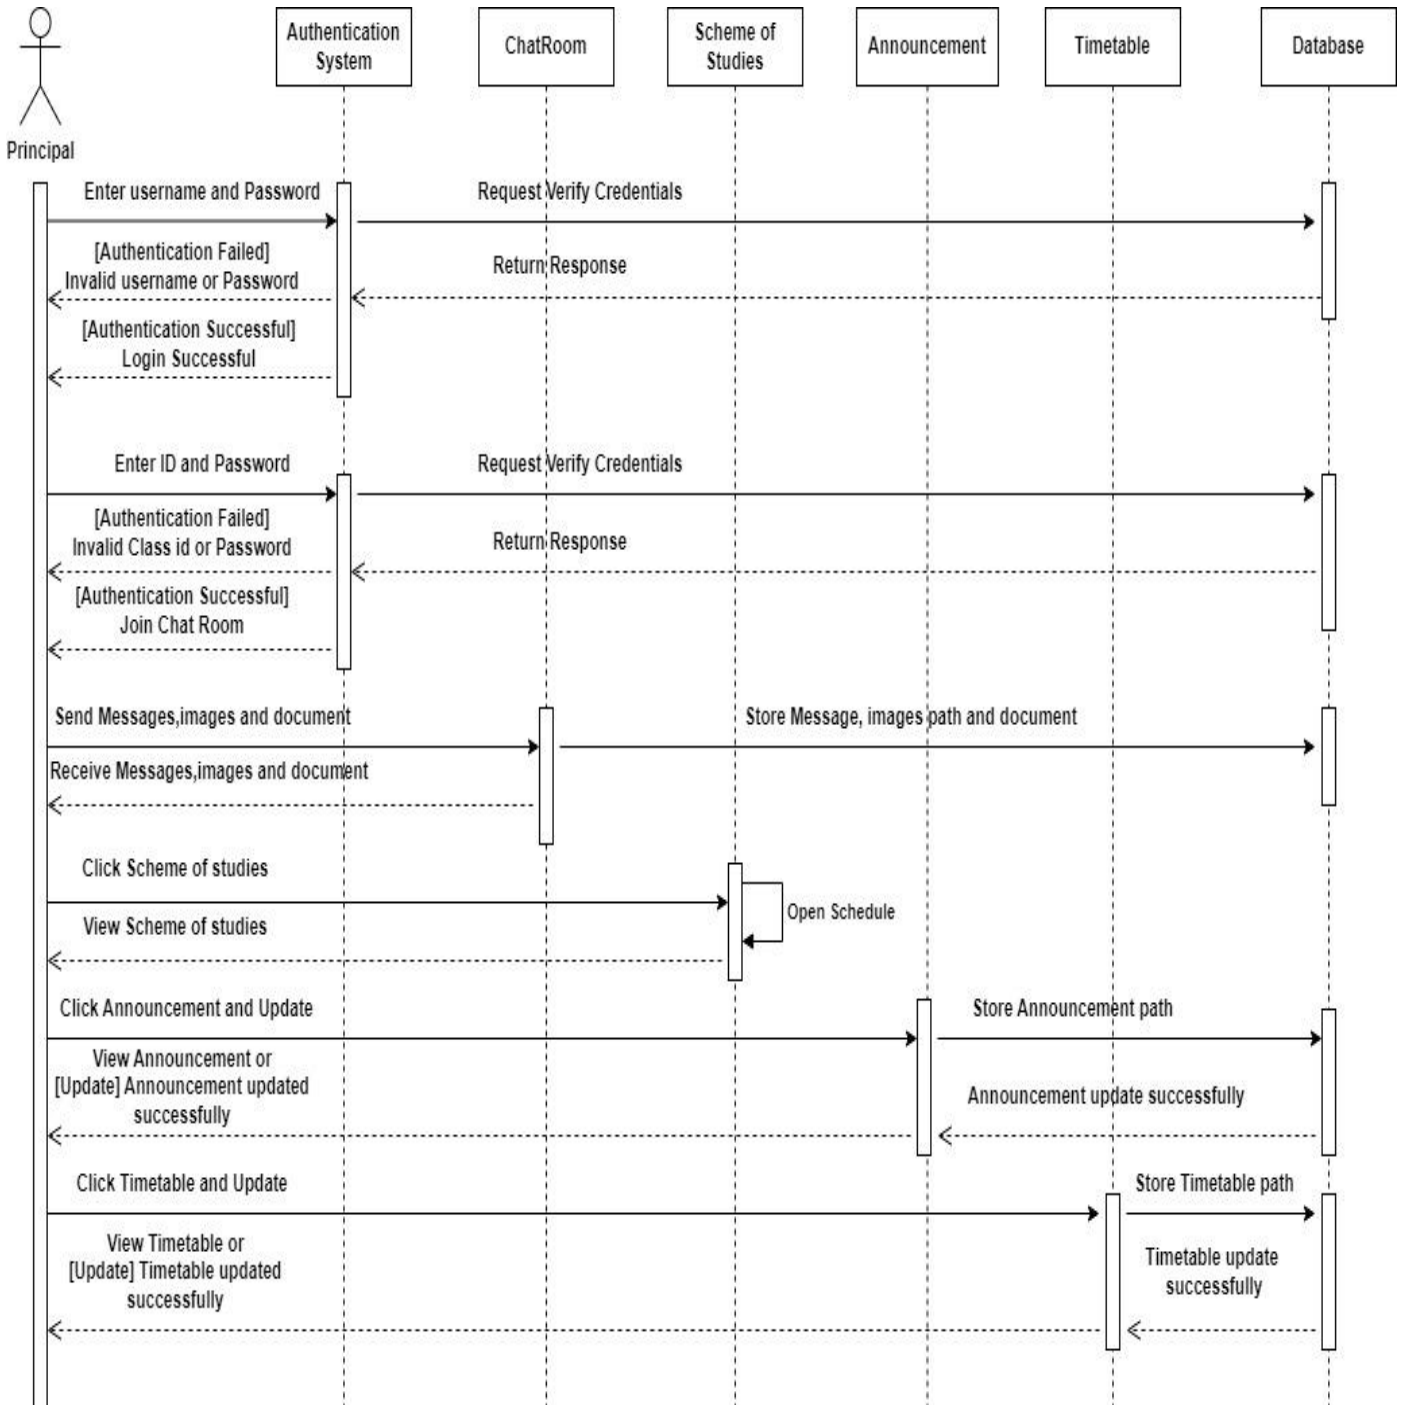 Authentication
System
ChatRoom
Scheme of
Studies
Announcement
Timetable
Database
Principal
Enter username and Password
Request Verify Credentials
[Authentication Failed]
Invalid username or Password
Return Response
[Authentication Successful]
Login Successful
Enter ID and Password
Request Verify Credentials
[Authentication Failed]
Invalid Class id or Password
Return Response
[Authentication Successful]
Join Chat Room
Send Messages,images and document
Store Message, images path and document
Receive Messages,images and document
Click Scheme of studies
Open Schedule
View Scheme of studies
Click Announcement and Update
Store Announcement path
View Announcement or
[Update] Announcement updated
successfully
Announcement update successfully
Click Timetable and Update
Store Timetable path
View Timetable or
[Update] Timetable updated
successfully
Timetable update
successfully